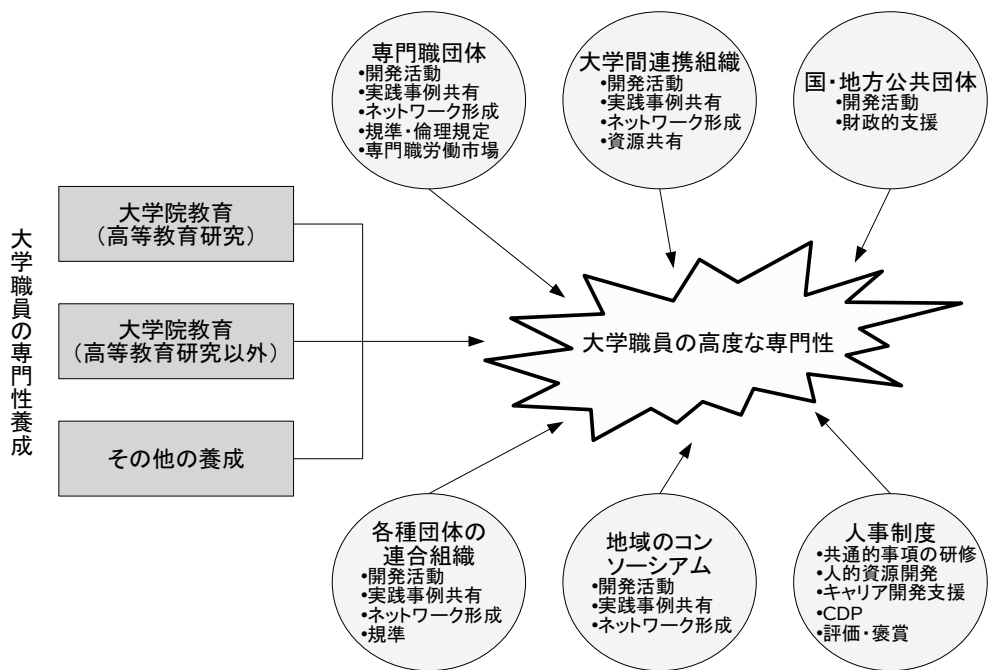 専門職団体
•開発活動
•実践事例共有
•ネットワーク形成
•規準・倫理規定
•専門職労働市場
大学間連携組織
•開発活動
•実践事例共有
•ネットワーク形成
•資源共有
国・地方公共団体
•開発活動
•財政的支援
大学職員の専門性養成
大学院教育
（高等教育研究）
大学院教育
（高等教育研究以外）
その他の養成
大学職員の高度な専門性
各種団体の
連合組織
•開発活動
•実践事例共有
•ネットワーク形成
•規準
地域のコン
ソーシアム
•開発活動
•実践事例共有
•ネットワーク形成
人事制度
•共通的事項の研修
•人的資源開発
•キャリア開発支援
•CDP
•評価・褒賞